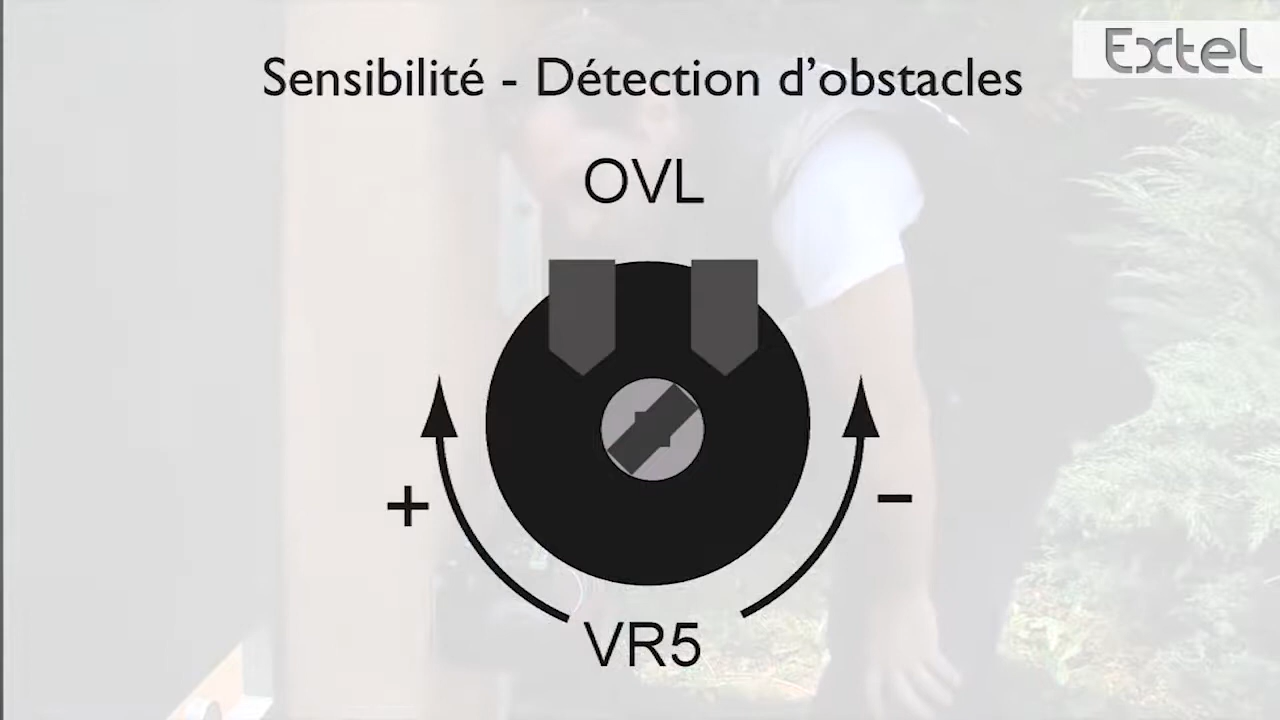 Extel
Sensibilité - Détection d'obstacles
OVL
+
−
VR5